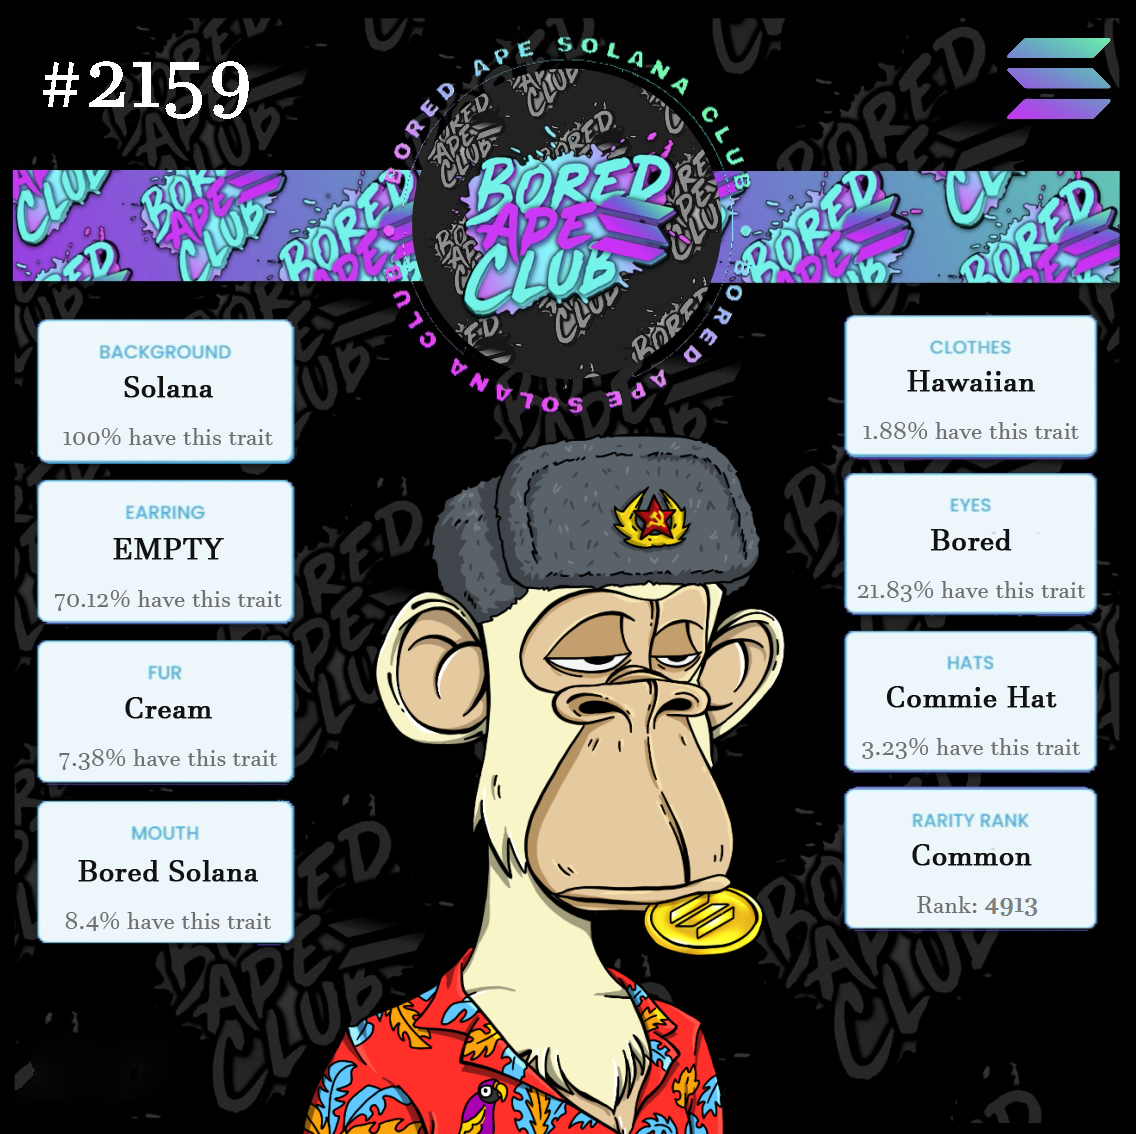 #2159
BORED APE SOLANA CLUB
BORED APE SOLANA CLUB
BORED
APE
CLUB
BACKGROUND
Solana
100% have this trait
EARRING
EMPTY
70.12% have this trait
FUR
Cream
7.38% have this trait
MOUTH
Bored Solana
8.4% have this trait
CLOTHES
Hawaiian
1.88% have this trait
EYES
Bored
21.83% have this trait
HATS
Commie Hat
3.23% have this trait
RARITY RANK
Common
Rank: 4913